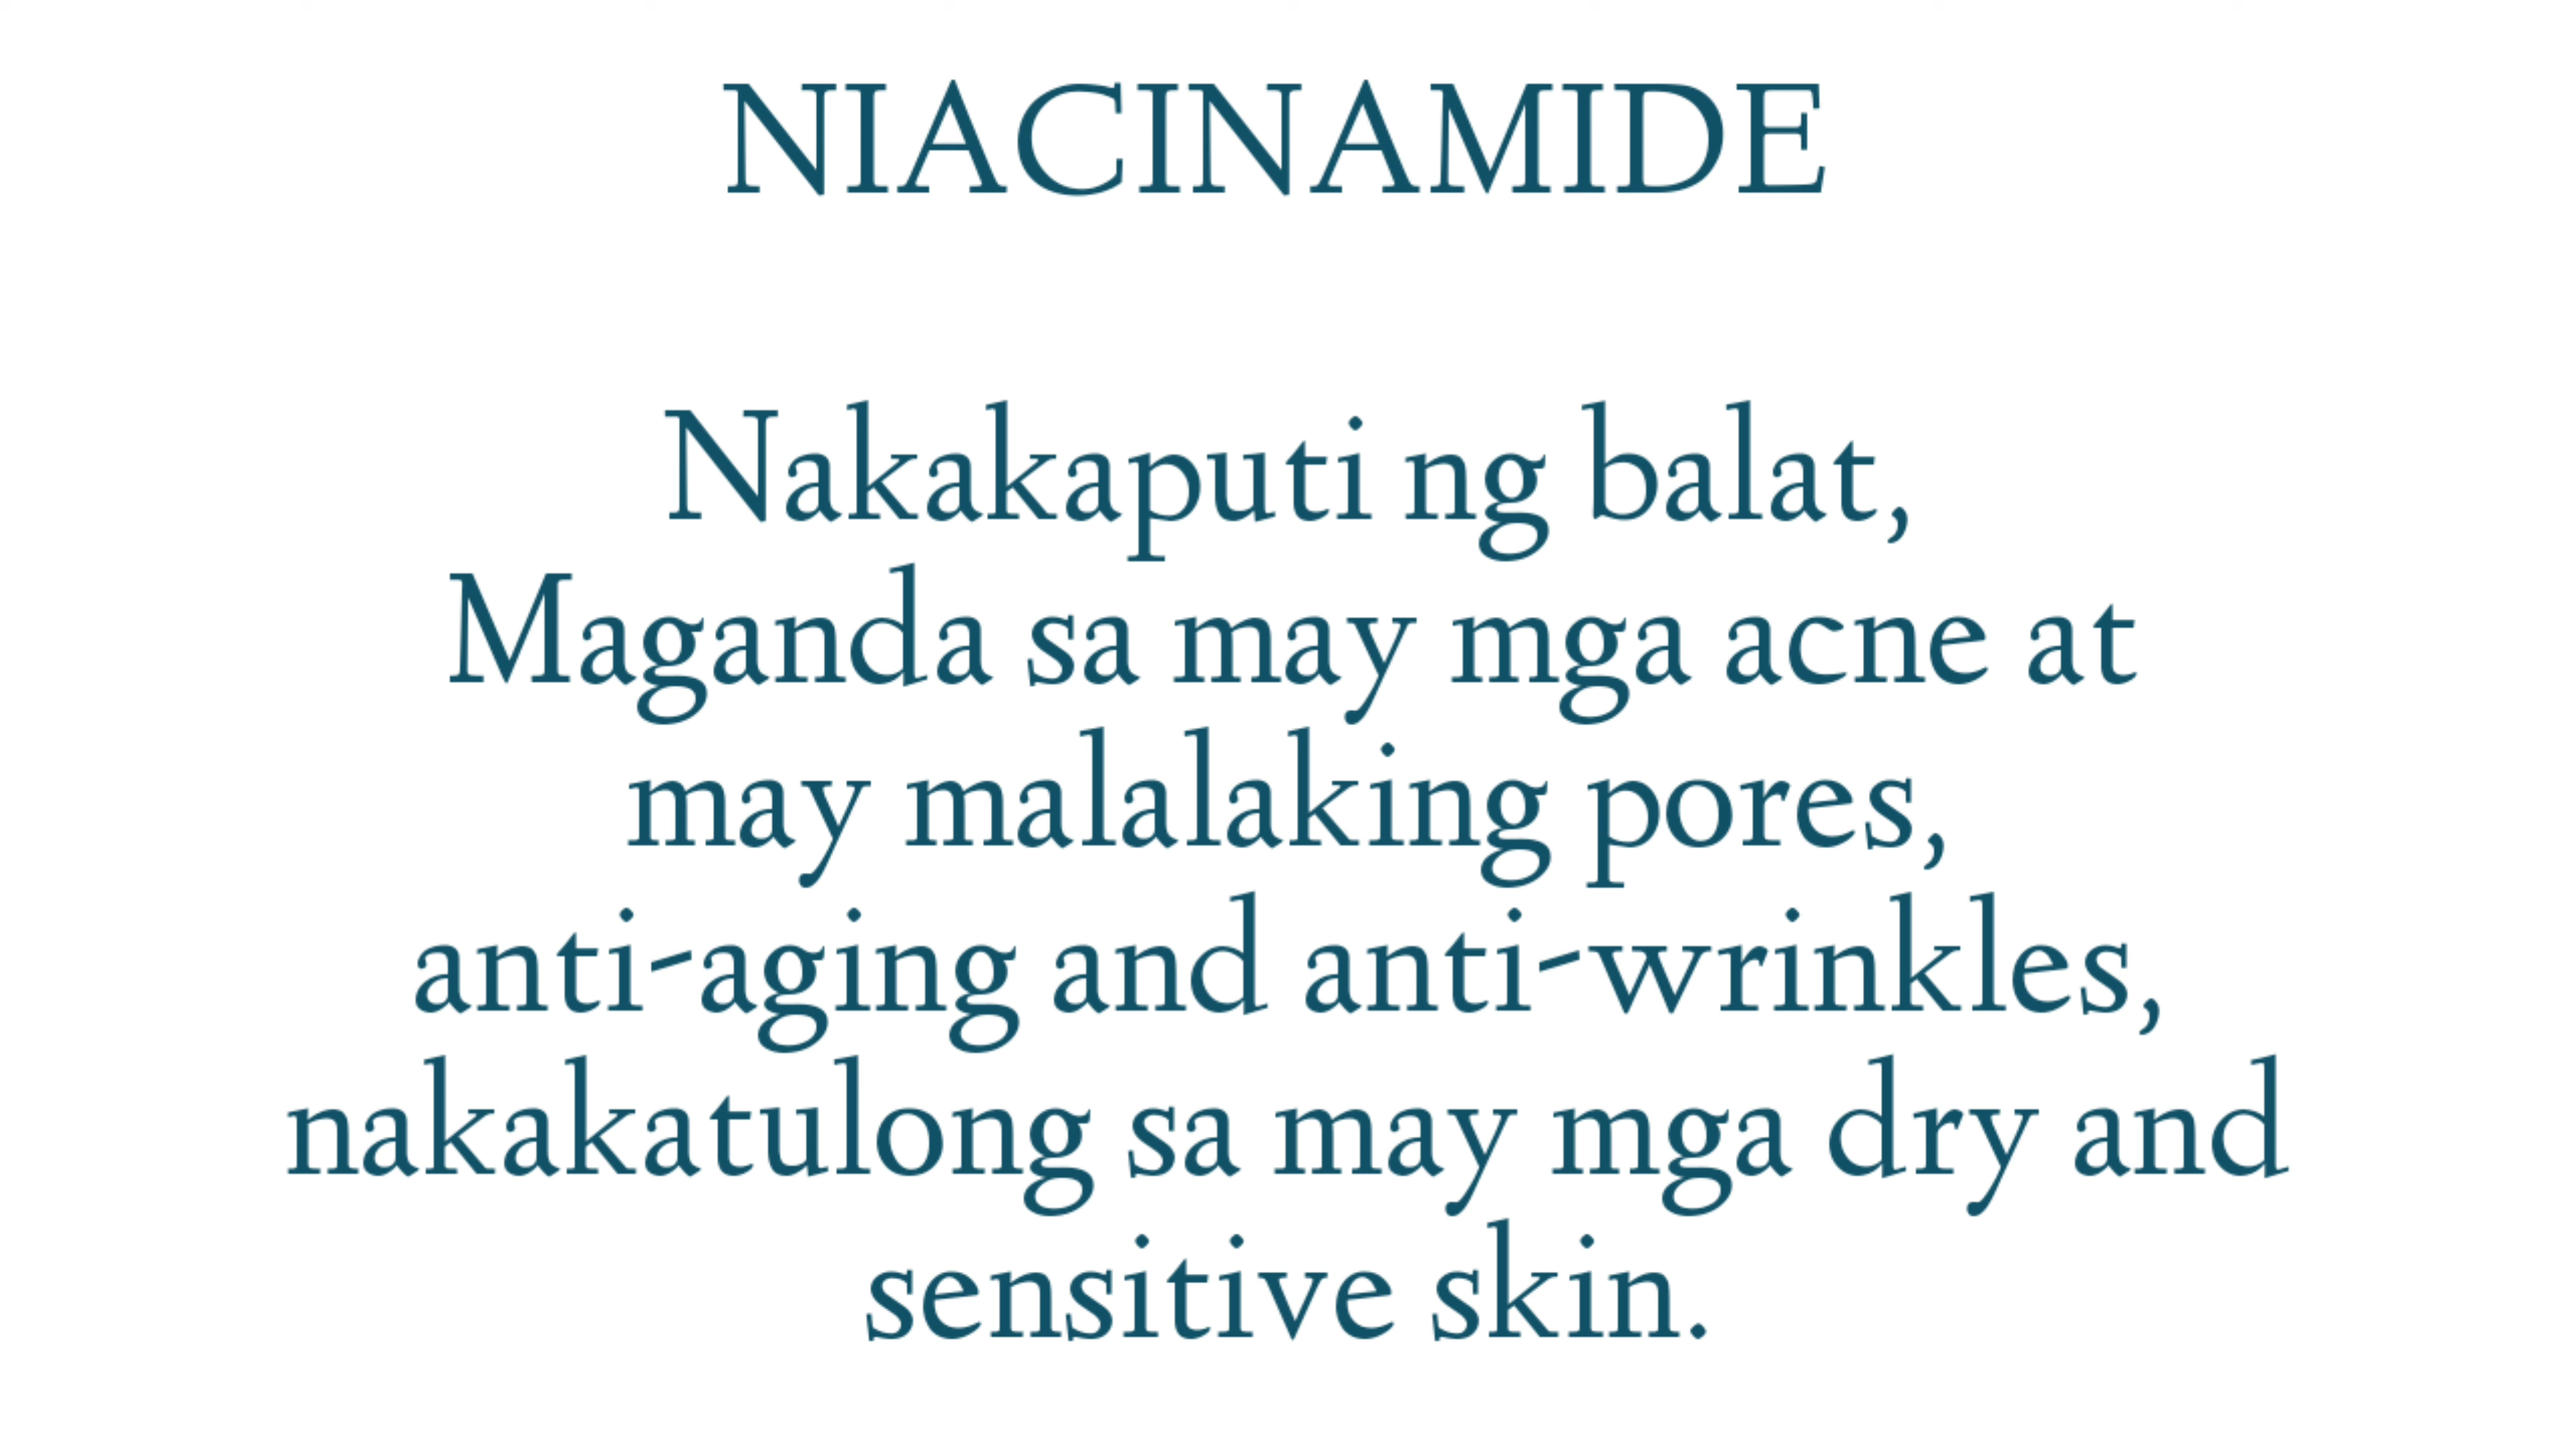 NIACINAMIDE
Nakakaputi ng balat,
Maganda sa may mga acne at
may malalaking pores,
anti-aging and anti-wrinkles,
nakakatulong sa may mga dry and
sensitive skin.